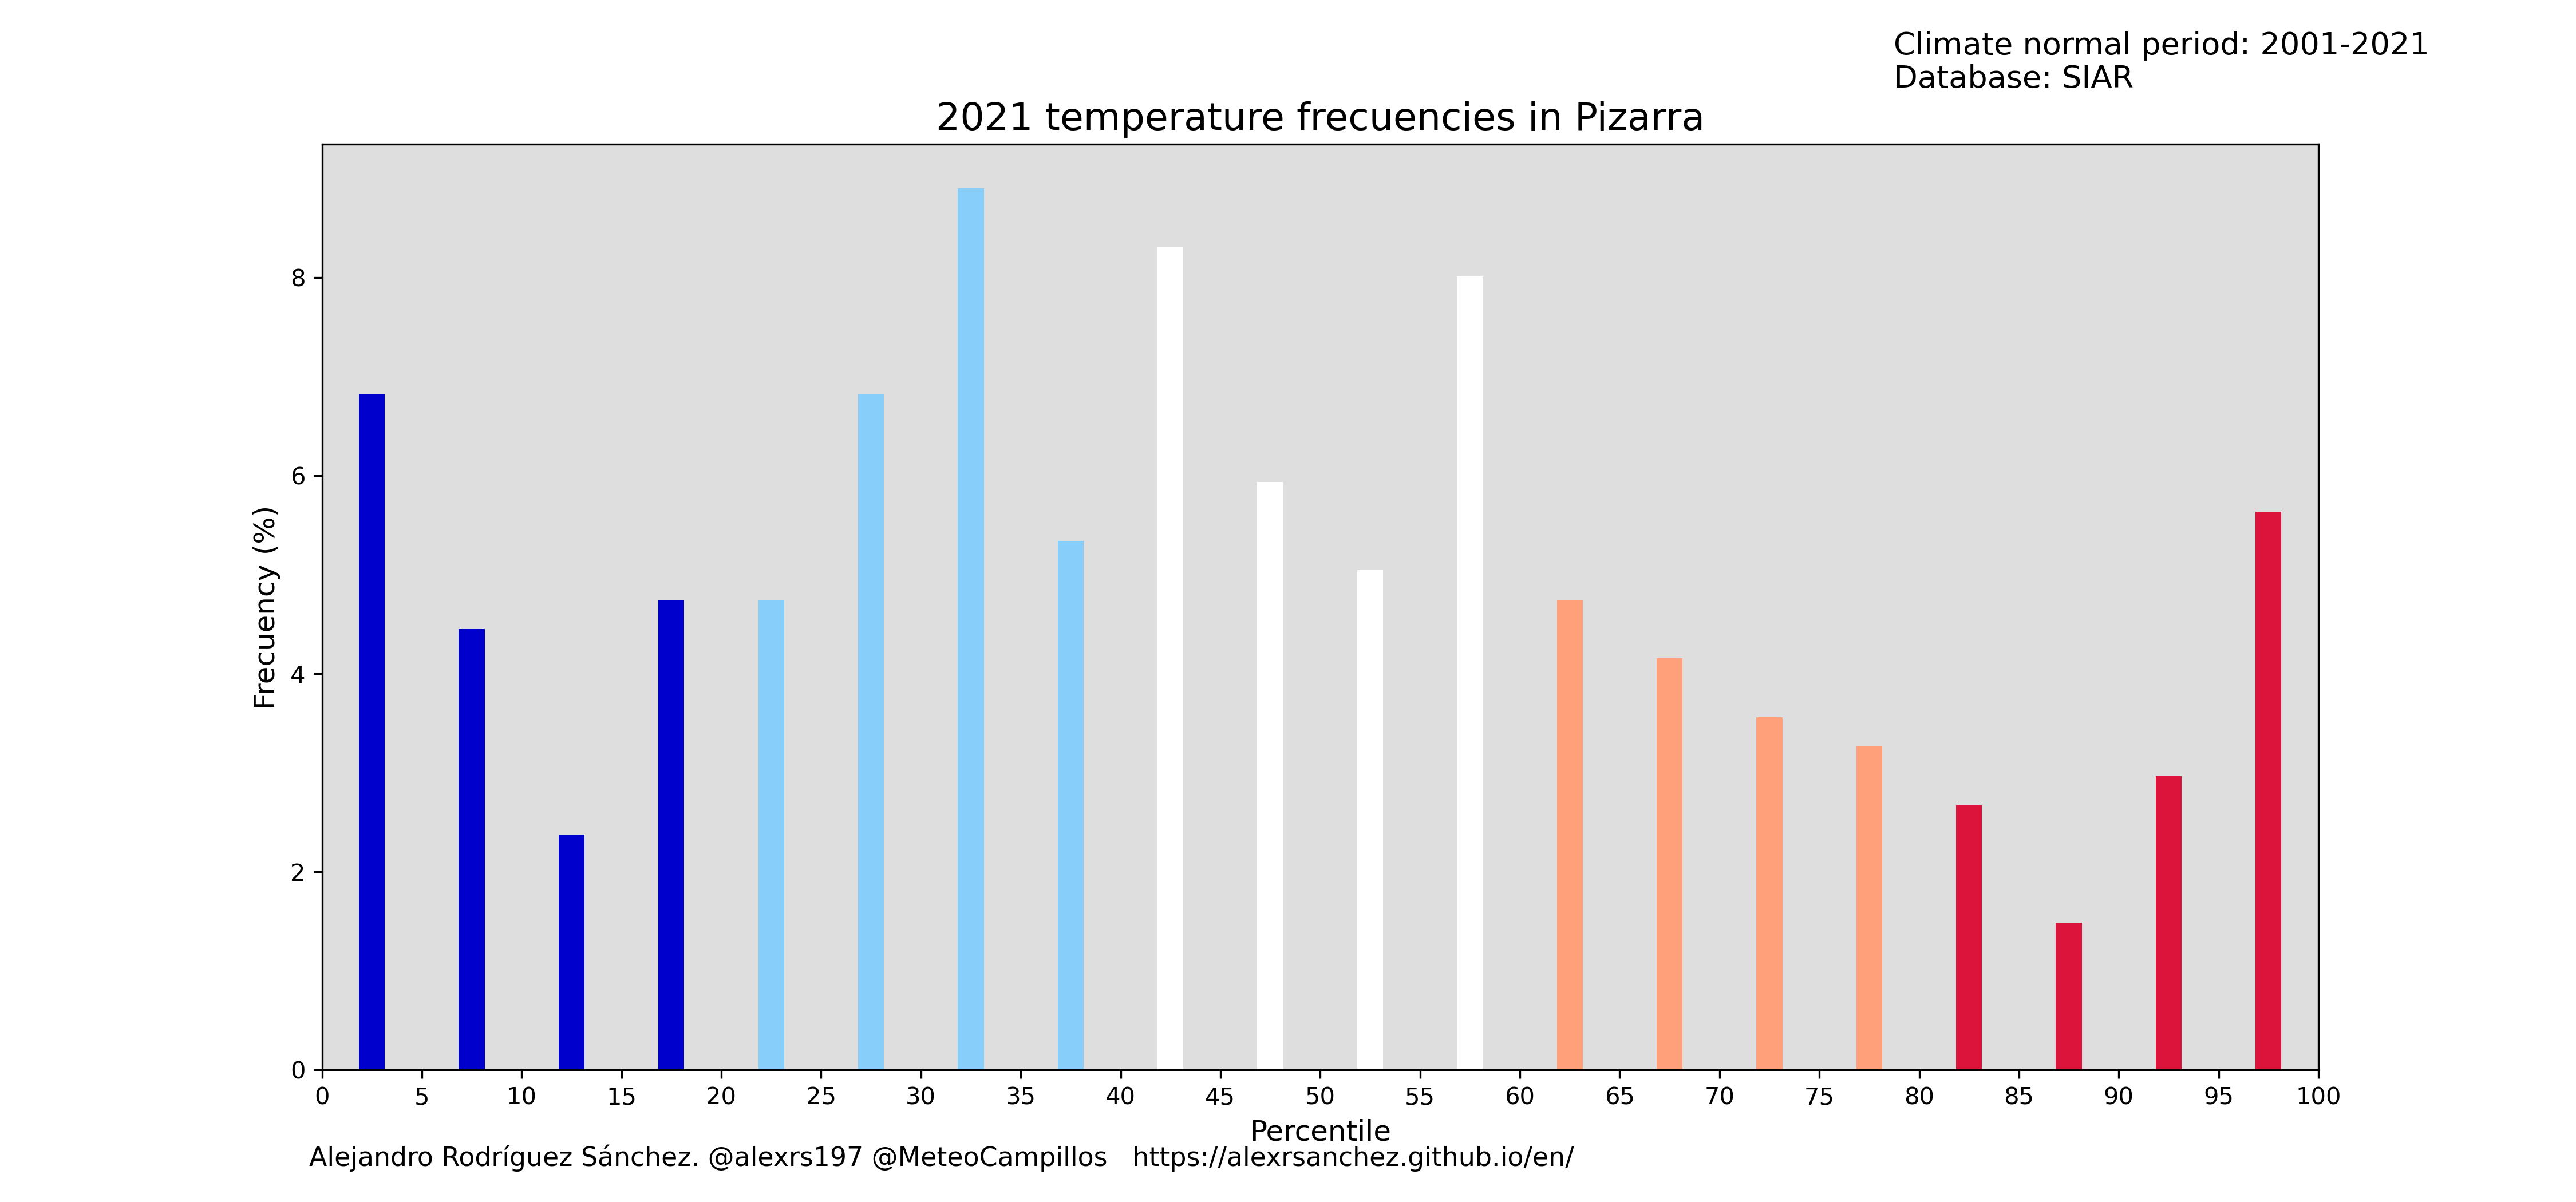 Climate normal period: 2001-2021
Database: SIAR
2021 temperature frecuencies in Pizarra
Frecuency (%)
8
6
4
2
0
0 5 10 15 20 25 30 35 40 45 50 55 60 65 70 75 80 85 90 95 100
Percentile
Alejandro Rodríguez Sánchez. @alexrs197 @MeteoCampillos https://alexrsanchez.github.io/en/